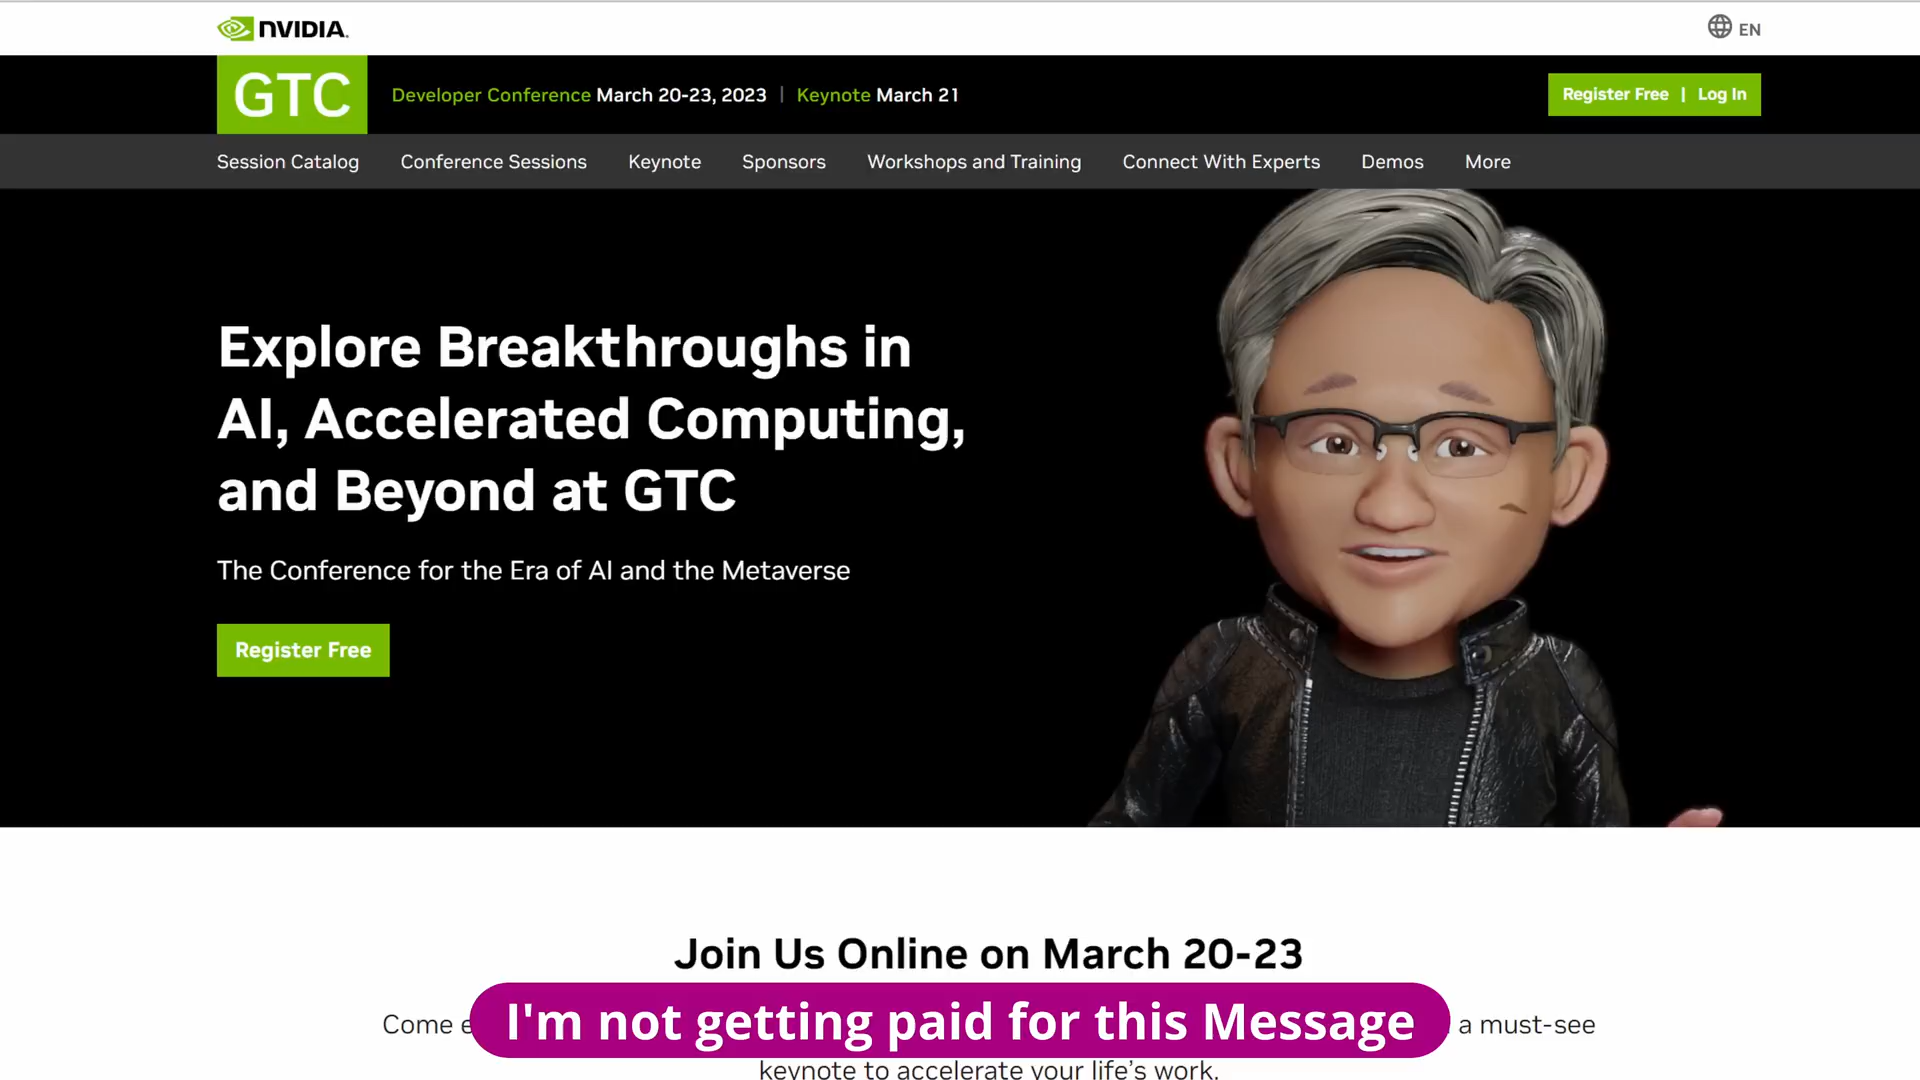 NVIDIA.
EN
GTC
Developer Conference March 20-23, 2023 | Keynote March 21
Register Free | Log In
Session Catalog Conference Sessions Keynote Sponsors Workshops and Training Connect With Experts Demos More
Explore Breakthroughs in
AI, Accelerated Computing,
and Beyond at GTC
The Conference for the Era of AI and the Metaverse
Register Free
Join Us Online on March 20-23
Come a must-see
I'm not getting paid for this Message
keynote to accelerate your life’s work.